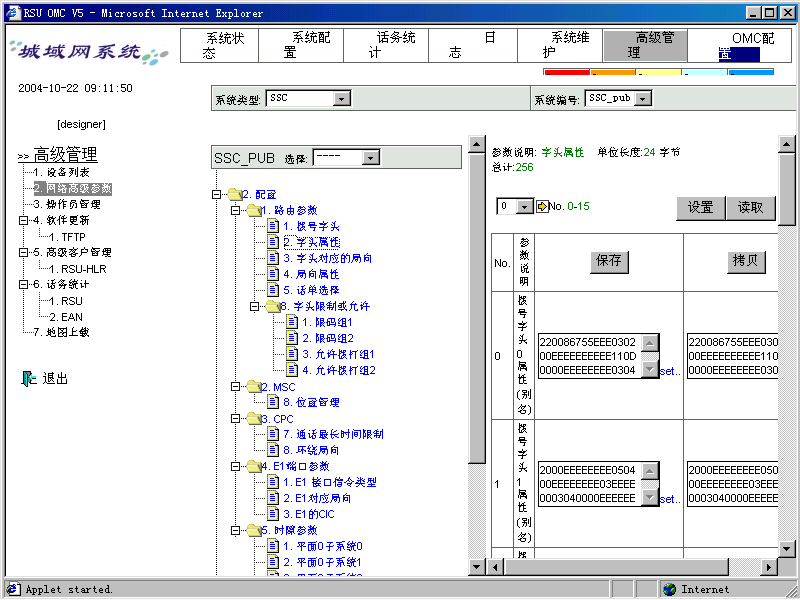 RSU OMC V5 - Microsoft Internet Explorer
城域网系统
系统状态
系统配置
话务统计
日志
系统维护
高级管理
OMC配置
2004-10-22 09:11:50
[designer]
>> 高级管理
1. 设备列表
2. 网络高级参数
3. 操作员管理
4. 软件更新
1. TFTP
5. 高级客户管理
1. RSU-HLR
6. 话务统计
1. RSU
2. EAN
7. 地图上载
退出
系统类型: SSC
系统编号: SSC_pub
SSC_PUB 选择: ----
2. 配置
1. 路由参数
1. 拨号字头
2. 字头属性
3. 字头对应的局向
4. 局向属性
5. 话单选择
8. 字头限制或允许
1. 限码组1
2. 限码组2
3. 允许拨打组1
4. 允许拨打组2
2. MSC
8. 位置管理
3. CPC
7. 通话最长时间限制
8. 环绕局向
4. E1端口参数
1. E1 接口信令类型
2. E1对应局向
3. E1的CIC
5. 时隙参数
1. 平面0子系统0
2. 平面0子系统1
参数说明: 字头属性 单位长度:24 字节
总计:256
0 No. 0-15
设置 读取
No. 参数说明 保存 拷贝
0
拨号字头0属性(别名)
220086755EEE0302
00EEEEEEEEEE110D
0000EEEEEEEE0304
set..
220086755EEE030
00EEEEEEEEEE110
0000EEEEEEEE030
1
拨号字头1属性(别名)
2000EEEEEEEE0504
00EEEEEEEE03EEEE
0003040000EEEEEE
set..
2000EEEEEEEE050
00EEEEEEEE03EEE
0003040000EEEEE
Applet started.
Internet